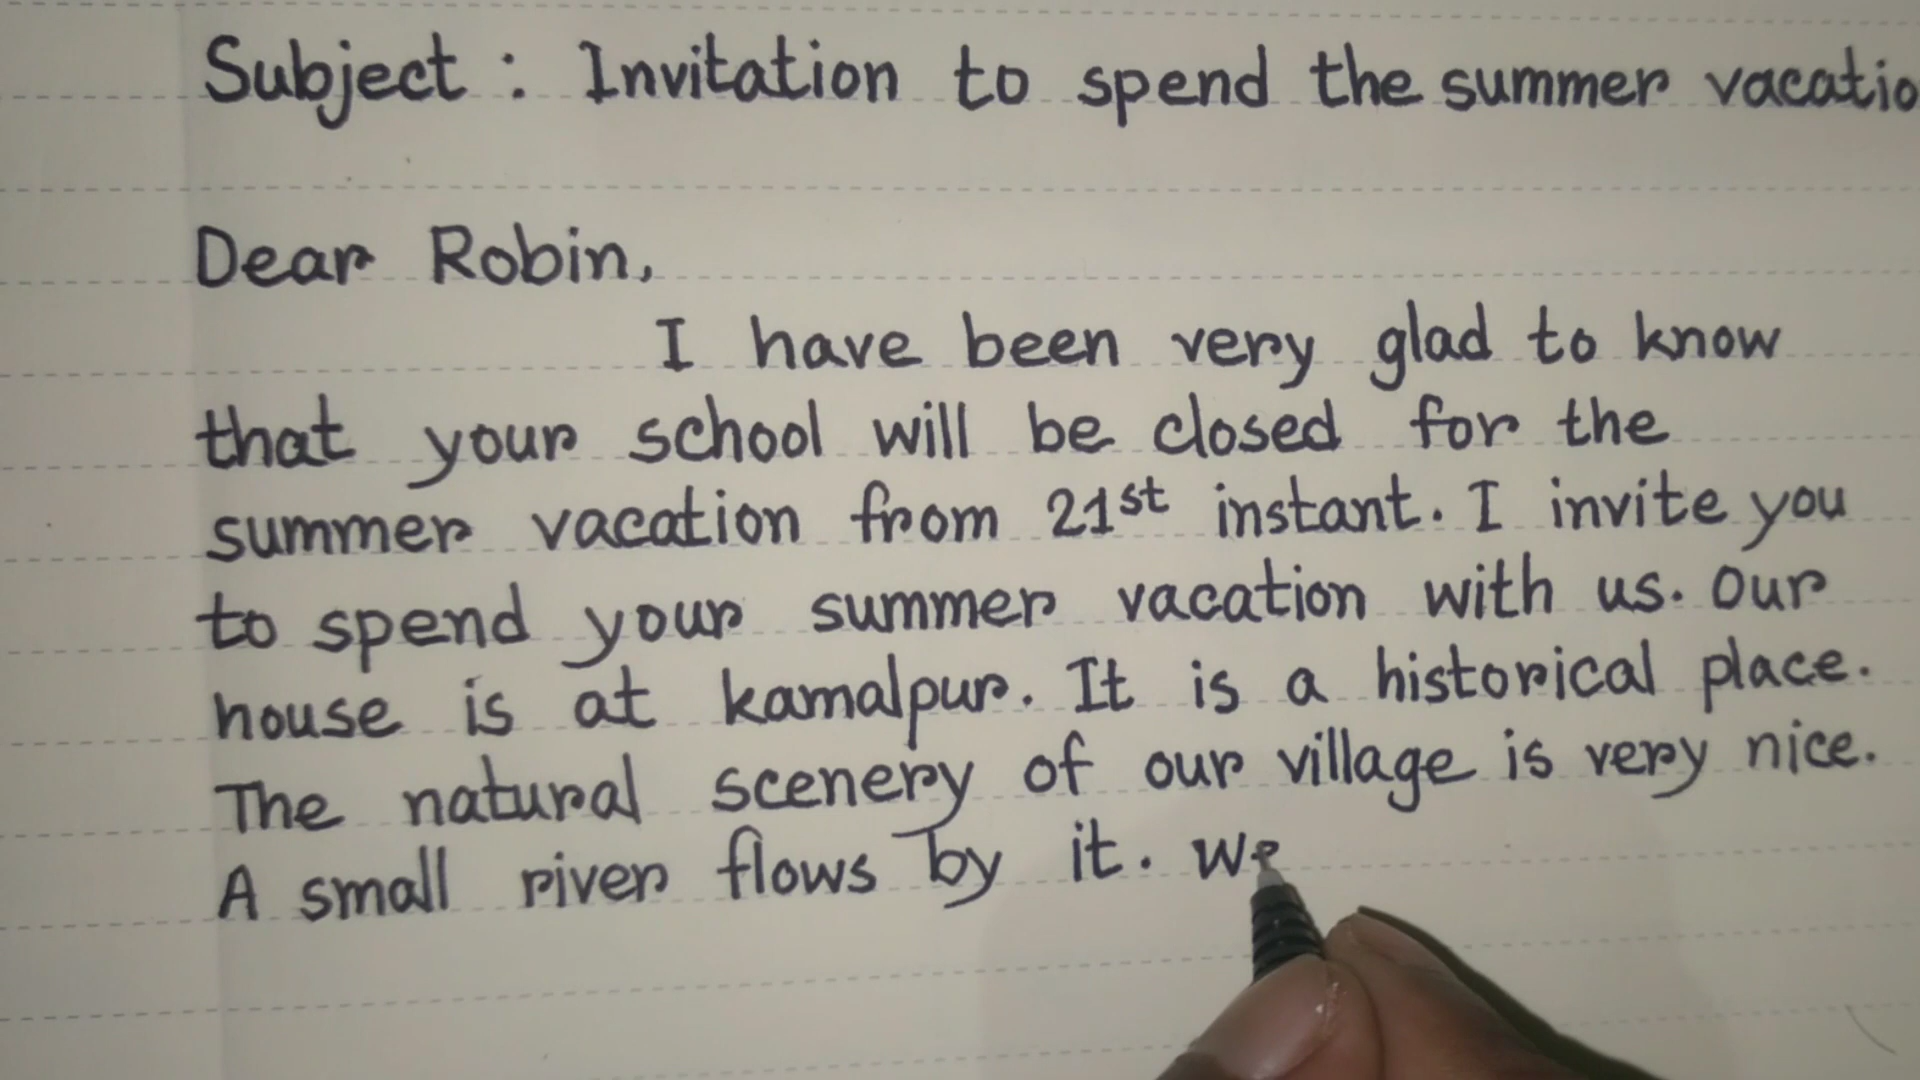 Subject : Invitation to spend the summer vacatio
Dear Robin,
I have been very glad to know
that your school will be closed for the
summer vacation from 21st instant. I invite you
to spend your summer vacation with us. Our
house is at kamalpur. It is a historical place.
The natural scenery of our village is very nice.
A small river flows by it. We